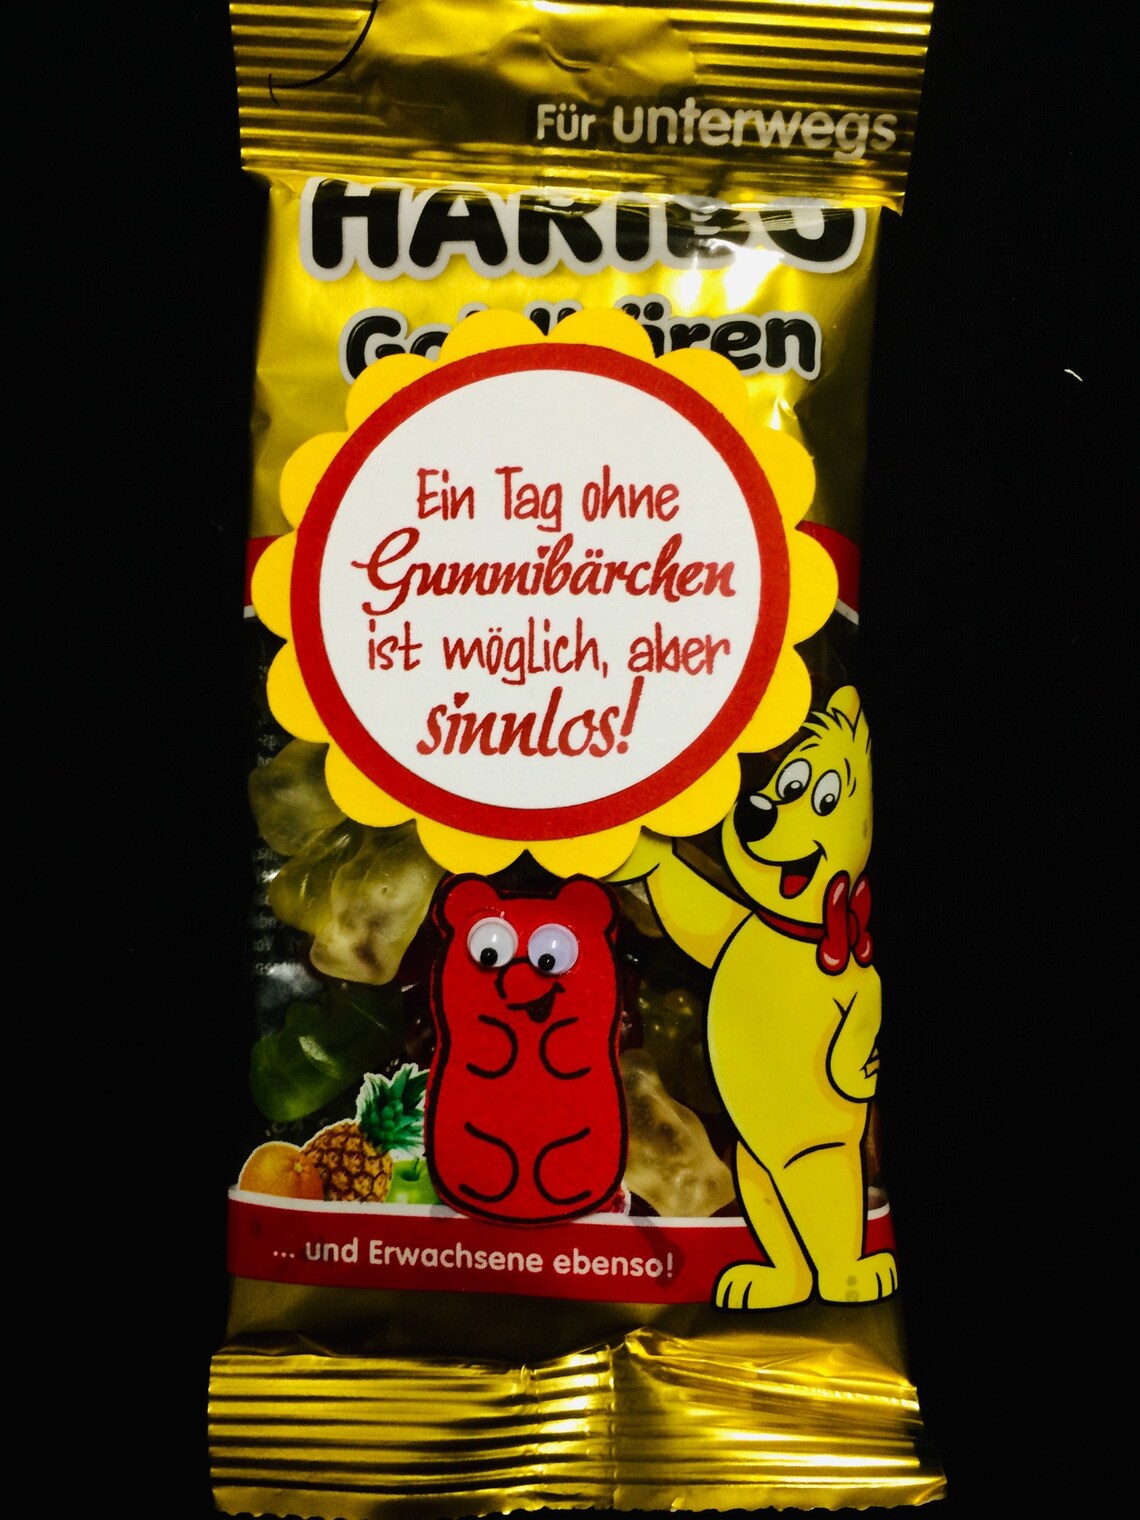 Für unterwegs
HARIBO
Ein Tag ohne
Gummibärchen
ist möglich, aber
sinnlos!
... und Erwachsene ebenso!